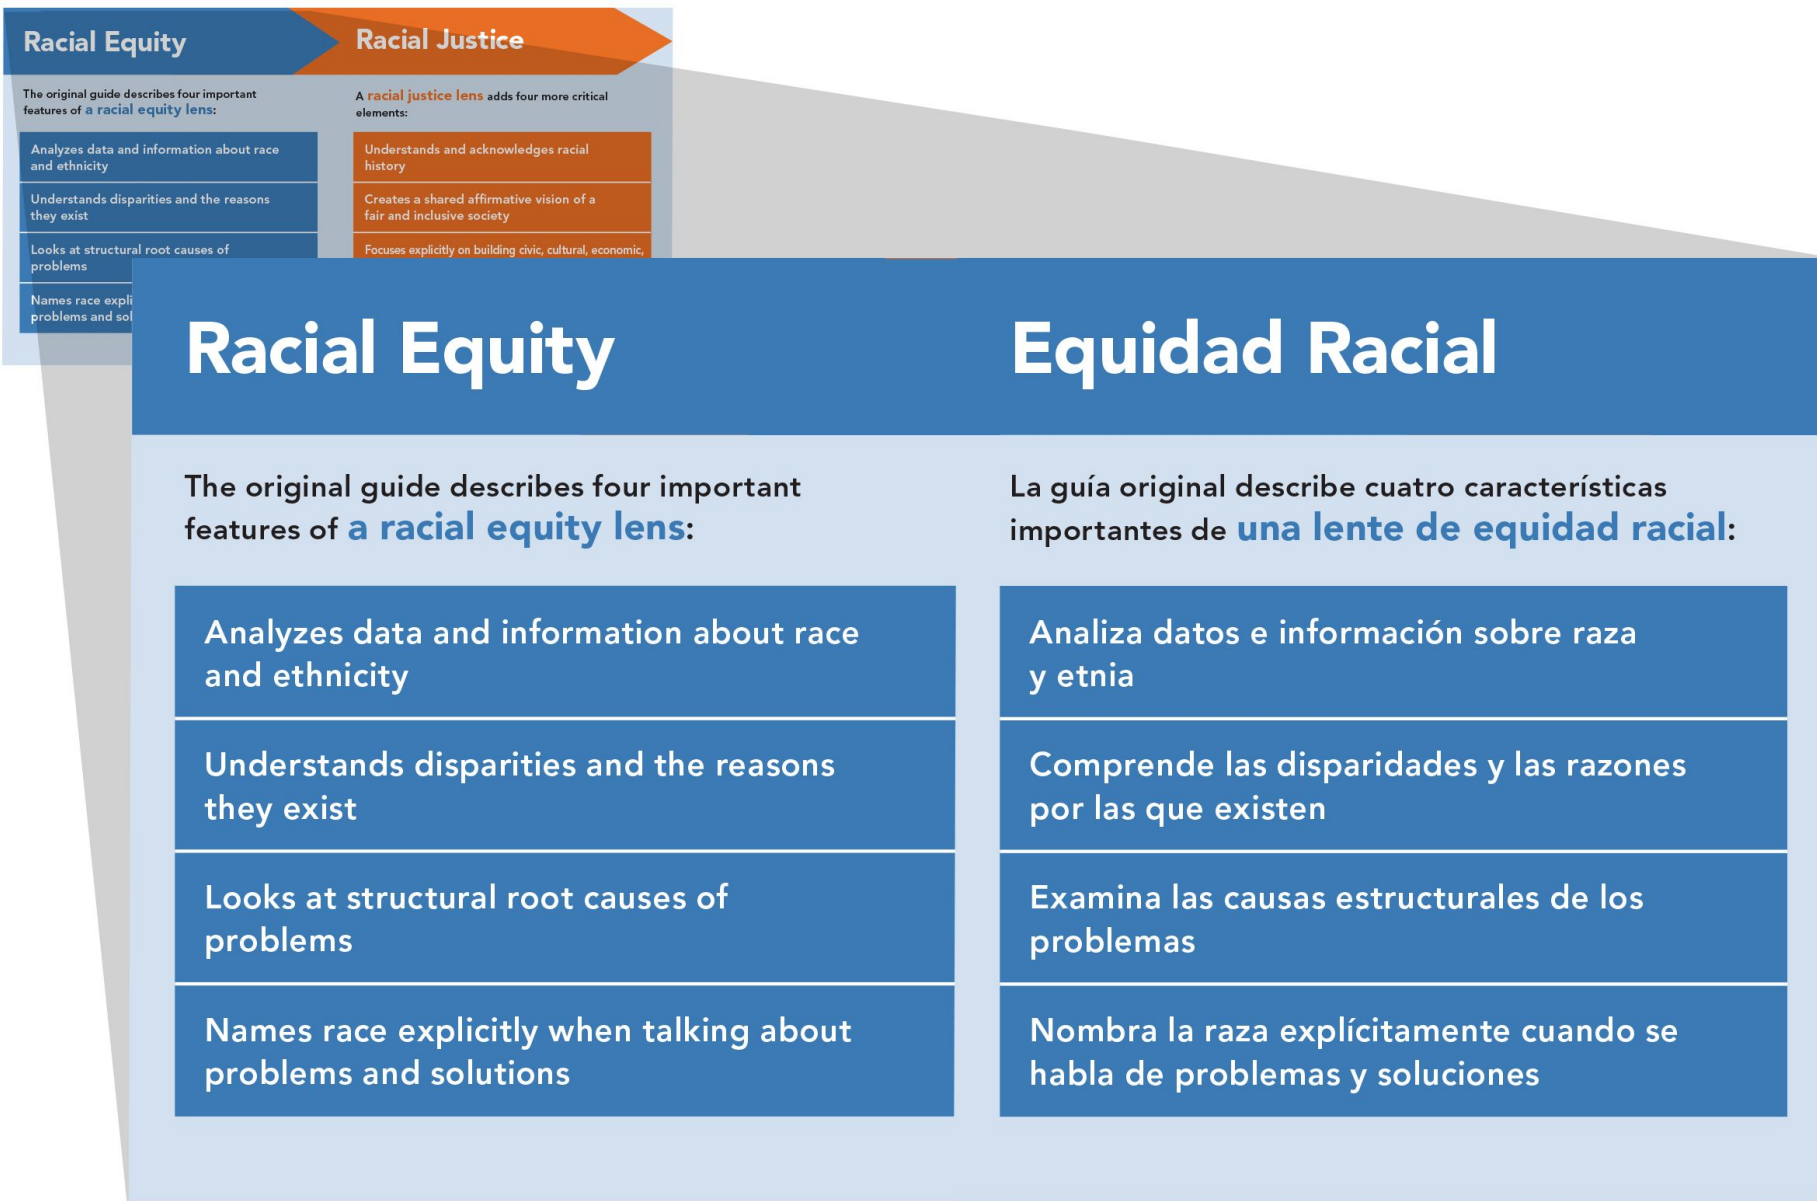 Racial Equity
The original guide describes four important
features of a racial equity lens:
Analyzes data and information about race
and ethnicity
Understands disparities and the reasons
they exist
Looks at structural root causes of
problems
Names race expli
problems and sol
Racial Justice
A racial justice lens adds four more critical
elements:
Understands and acknowledges racial
history
Creates a shared affirmative vision of a
fair and inclusive society
Focuses explicitly on building civic, cultural, economic,
Racial Equity
The original guide describes four important
features of a racial equity lens:
Analyzes data and information about race
and ethnicity
Understands disparities and the reasons
they exist
Looks at structural root causes of
problems
Names race explicitly when talking about
problems and solutions
Equidad Racial
La guía original describe cuatro características
importantes de una lente de equidad racial:
Analiza datos e información sobre raza
y etnia
Comprende las disparidades y las razones
por las que existen
Examina las causas estructurales de los
problemas
Nombra la raza explícitamente cuando se
habla de problemas y soluciones